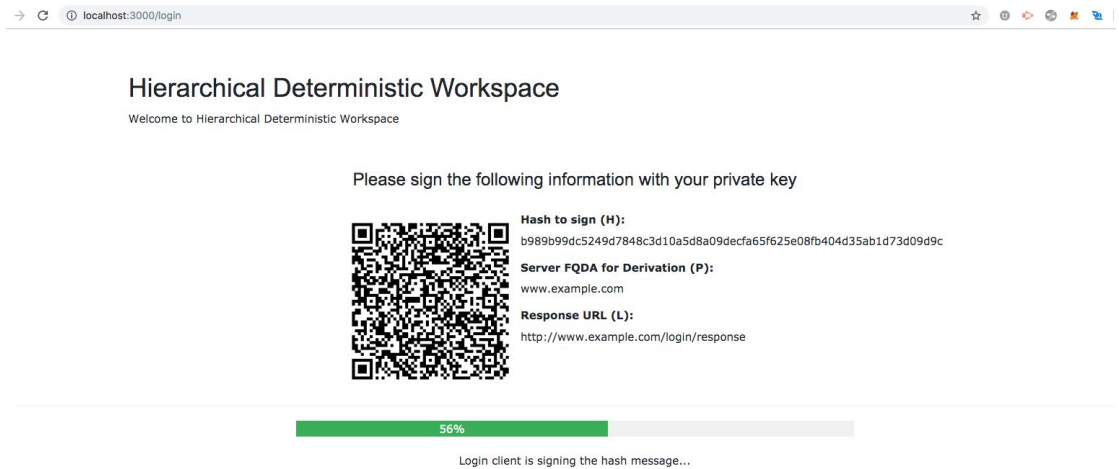 localhost:3000/login
Hierarchical Deterministic Workspace
Welcome to Hierarchical Deterministic Workspace
Please sign the following information with your private key
Hash to sign (H):
b989b99dc5249d7848c3d10a5d8a09decfa65f625e08fb404d35ab1d73d09d9c
Server FQDA for Derivation (P):
www.example.com
Response URL (L):
http://www.example.com/login/response
56%
Login client is signing the hash message...